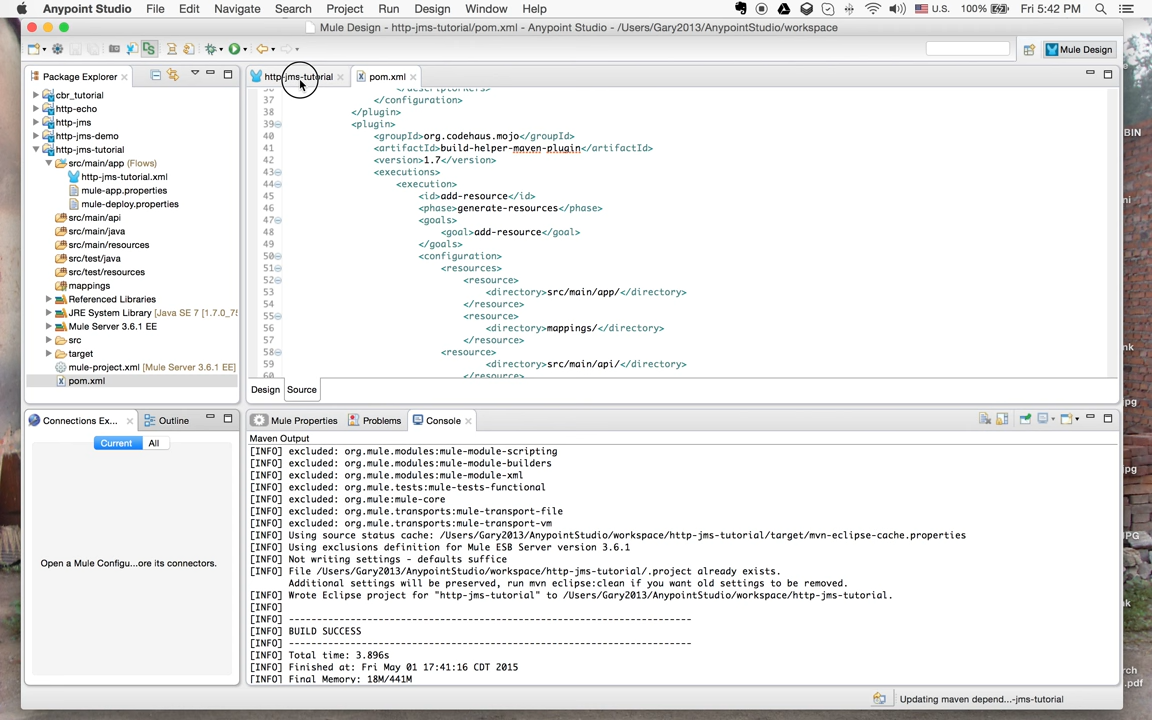 Anypoint Studio File Edit Navigate Search Project Run Design Window Help U.S. 100% Fri 5:42 PM
Mule Design - http-jms-tutorial/pom.xml - Anypoint Studio - /Users/Gary2013/AnypointStudio/workspace
Mule Design
Package Explorer
http-jms-tutorial
pom.xml
cbr_tutorial
http-echo
http-jms
http-jms-demo
http-jms-tutorial
src/main/app (Flows)
http-jms-tutorial.xml
mule-app.properties
mule-deploy.properties
src/main/api
src/main/java
src/main/resources
src/test/java
src/test/resources
mappings
Referenced Libraries
JRE System Library [Java SE 7 [1.7.0_75
Mule Server 3.6.1 EE
src
target
mule-project.xml [Mule Server 3.6.1 EE]
pom.xml
37 </configuration>
38 </plugin>
39 <plugin>
40 <groupId>org.codehaus.mojo</groupId>
41 <artifactId>build-helper-maven-plugin</artifactId>
42 <version>1.7</version>
43 <executions>
44 <execution>
45 <id>add-resource</id>
46 <phase>generate-resources</phase>
47 <goals>
48 <goal>add-resource</goal>
49 </goals>
50 <configuration>
51 <resources>
52 <resource>
53 <directory>src/main/app/</directory>
54 </resource>
55 <resource>
56 <directory>mappings/</directory>
57 </resource>
58 <resource>
59 <directory>src/main/api/</directory>
60 </resource>
Design Source
Connections Ex...
Outline
Current All
Open a Mule Configu...ore its connectors.
Mule Properties Problems Console
Maven Output
[INFO] excluded: org.mule.modules:mule-module-scripting
[INFO] excluded: org.mule.modules:mule-module-builders
[INFO] excluded: org.mule.modules:mule-module-xml
[INFO] excluded: org.mule.tests:mule-tests-functional
[INFO] excluded: org.mule:mule-core
[INFO] excluded: org.mule.transports:mule-transport-file
[INFO] excluded: org.mule.transports:mule-transport-vm
[INFO] Using source status cache: /Users/Gary2013/AnypointStudio/workspace/http-jms-tutorial/target/mvn-eclipse-cache.properties
[INFO] Using exclusions definition for Mule ESB Server version 3.6.1
[INFO] Not writing settings - defaults suffice
[INFO] File /Users/Gary2013/AnypointStudio/workspace/http-jms-tutorial/.project already exists.
Additional settings will be preserved, run mvn eclipse:clean if you want old settings to be removed.
[INFO] Wrote Eclipse project for "http-jms-tutorial" to /Users/Gary2013/AnypointStudio/workspace/http-jms-tutorial.
[INFO]
[INFO] ------------------------------------------------------------------------
[INFO] BUILD SUCCESS
[INFO] ------------------------------------------------------------------------
[INFO] Total time: 3.896s
[INFO] Finished at: Fri May 01 17:41:16 CDT 2015
[INFO] Final Memory: 18M/441M
Updating maven depend...-jms-tutorial